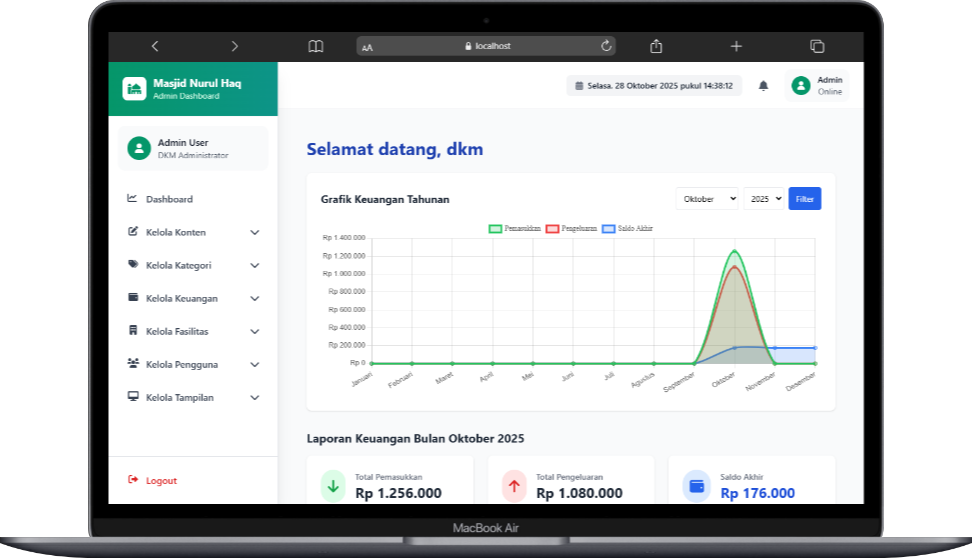 AA
localhost
Masjid Nurul Haq
Admin Dashboard
Selasa, 28 Oktober 2025 pukul 14:38:12
Admin
Online
Admin User
DKM Administrator
Dashboard
Kelola Konten
Kelola Kategori
Kelola Keuangan
Kelola Fasilitas
Kelola Pengguna
Kelola Tampilan
Logout
Selamat datang, dkm
Grafik Keuangan Tahunan
Oktober
2025
Filter
Pemasukkan
Pengeluaran
Saldo Akhir
Rp 1.400.000
Rp 1.200.000
Rp 1.000.000
Rp 800.000
Rp 600.000
Rp 400.000
Rp 200.000
Rp 0
Januari
Februari
Maret
April
Mei
Juni
Juli
Agustus
September
Oktober
November
Desember
Laporan Keuangan Bulan Oktober 2025
Total Pemasukkan
Rp 1.256.000
Total Pengeluaran
Rp 1.080.000
Saldo Akhir
Rp 176.000
MacBook Air